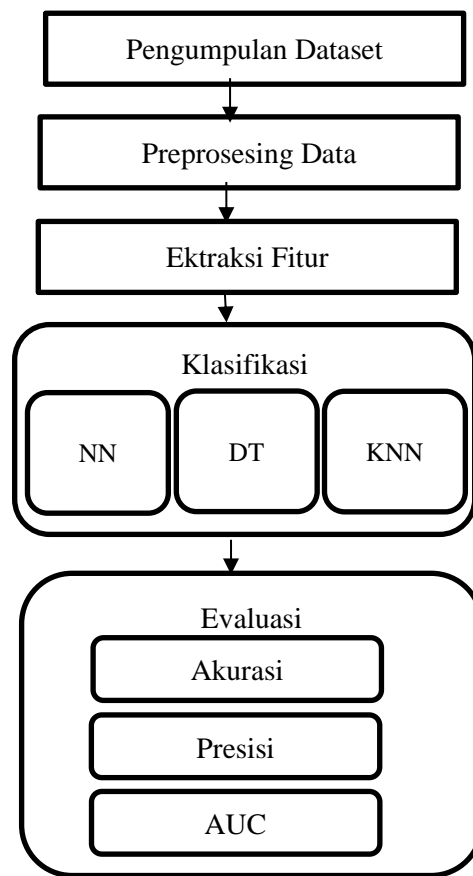 Pengumpulan Dataset
Preprosesing Data
Ektraksi Fitur
Klasifikasi
NN
DT
KNN
Evaluasi
Akurasi
Presisi
AUC